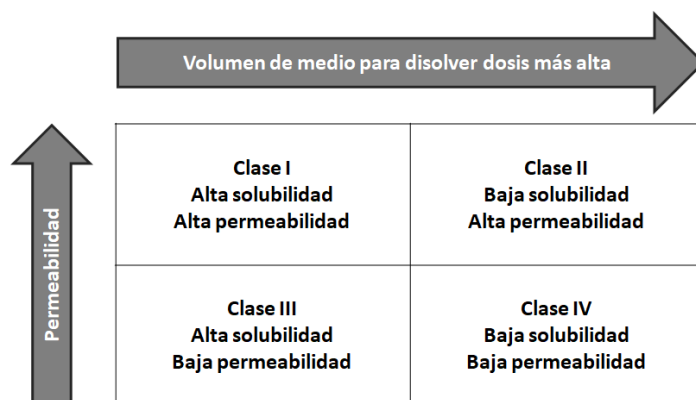 Volumen de medio para disolver dosis más alta
Permeabilidad
Clase I
Alta solubilidad
Alta permeabilidad
Clase II
Baja solubilidad
Alta permeabilidad
Clase III
Alta solubilidad
Baja permeabilidad
Clase IV
Baja solubilidad
Baja permeabilidad